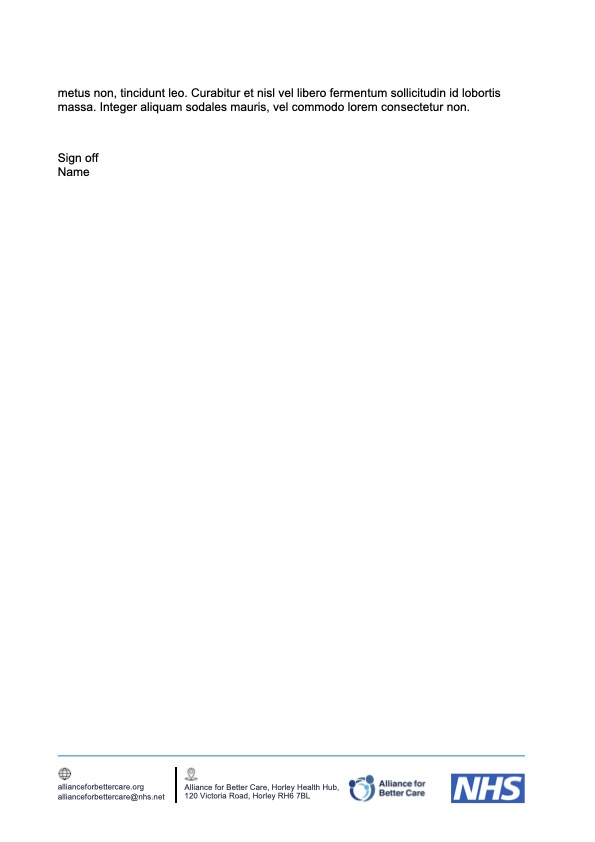 metus non, tincidunt leo. Curabitur et nisl vel libero fermentum sollicitudin id lobortis
massa. Integer aliquam sodales mauris, vel commodo lorem consectetur non.
Sign off
Name
allianceforbettercare.org
allianceforbettercare@nhs.net
Alliance for Better Care, Horley Health Hub,
120 Victoria Road, Horley RH6 7BL
Alliance for
Better Care
NHS